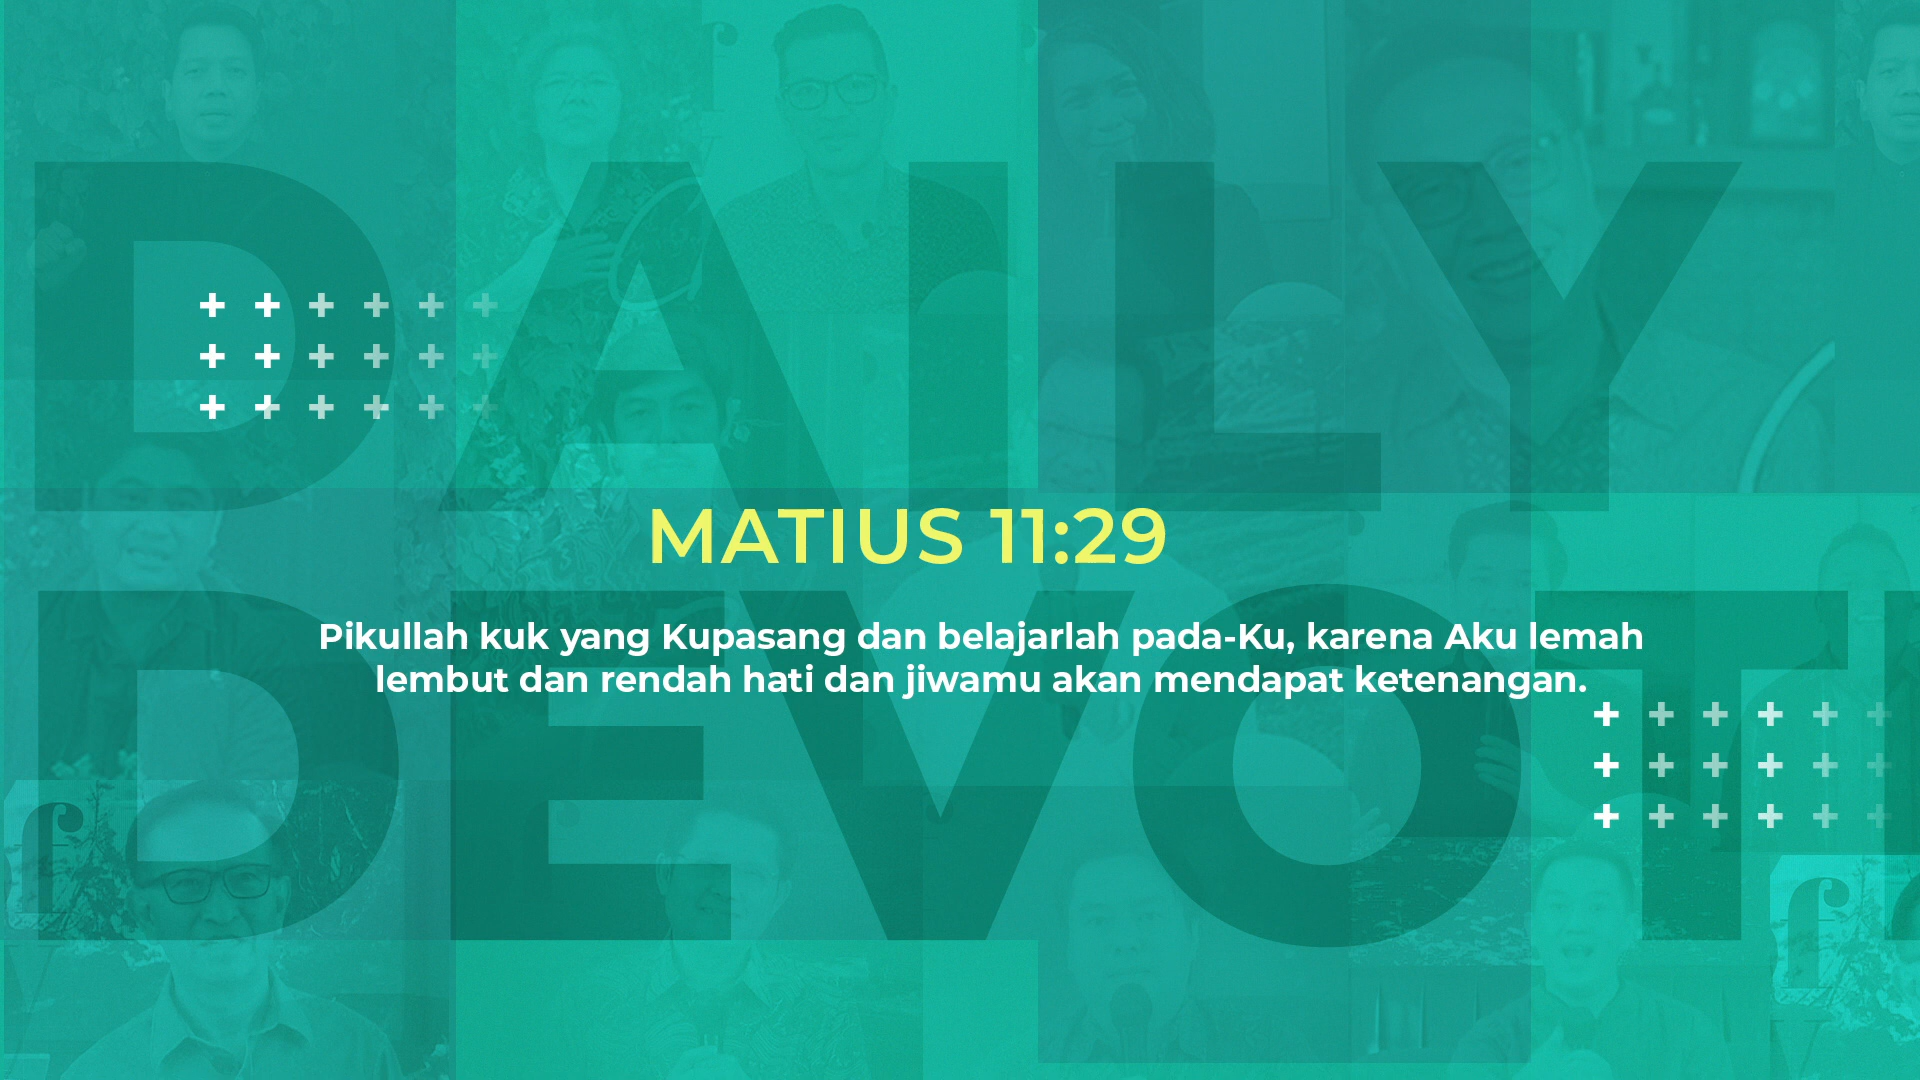 DAILY
MATIUS 11:29
DEVOTI
Pikullah kuk yang Kupasang dan belajarlah pada-Ku, karena Aku lemah
lembut dan rendah hati dan jiwamu akan mendapat ketenangan.